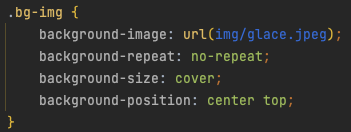 .bg-img {
    background-image: url(img/glace.jpeg);
    background-repeat: no-repeat;
    background-size: cover;
    background-position: center top;
}